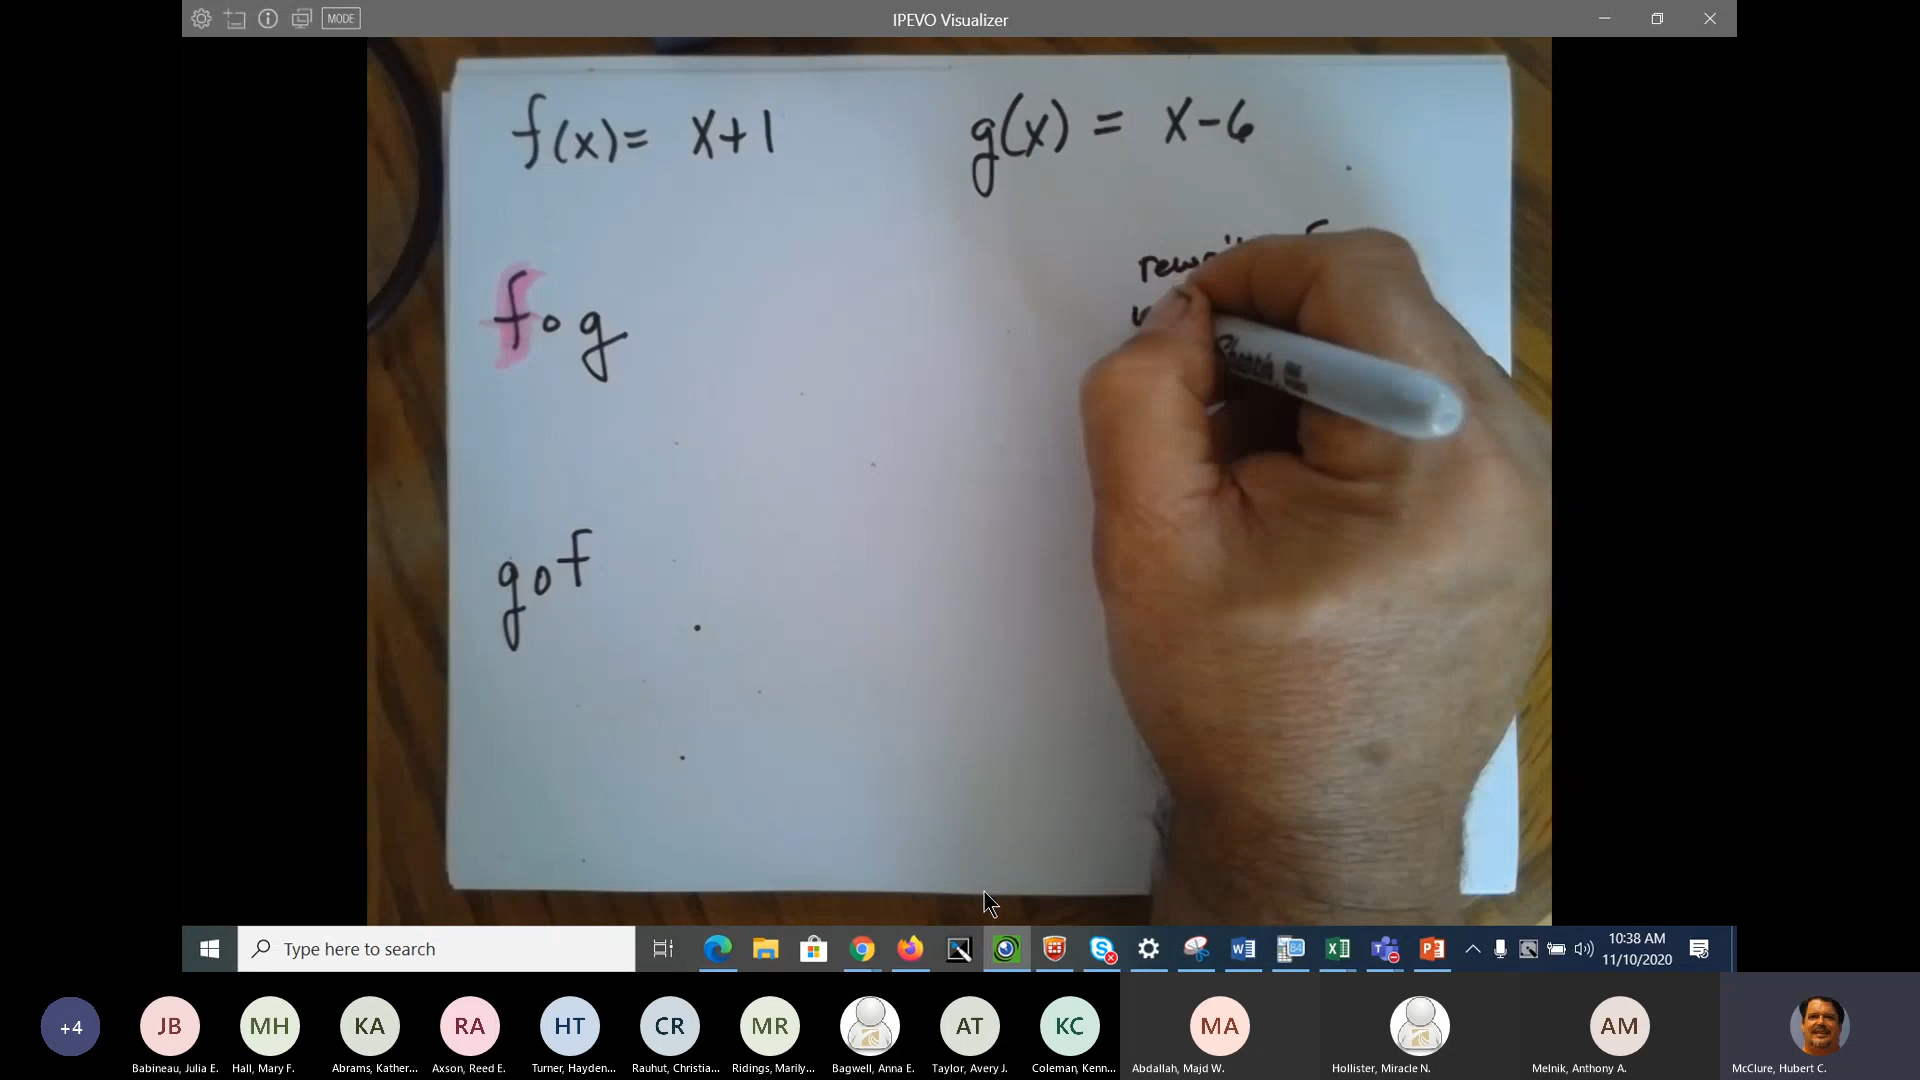 IPEVO Visualizer
MODE
f(x) = x+1
g(x) = x-6
f∘g
g∘f
Sharpie
Type here to search
84
10:38 AM
11/10/2020
+4
JB
MH
KA
RA
HT
CR
MR
AT
KC
MA
AM
Babineau, Julia E.
Hall, Mary F.
Abrams, Kather...
Axson, Reed E.
Turner, Hayden...
Rauhut, Christia...
Ridings, Marily...
Bagwell, Anna E.
Taylor, Avery J.
Coleman, Kenn...
Abdallah, Majd W.
Hollister, Miracle N.
Melnik, Anthony A.
McClure, Hubert C.